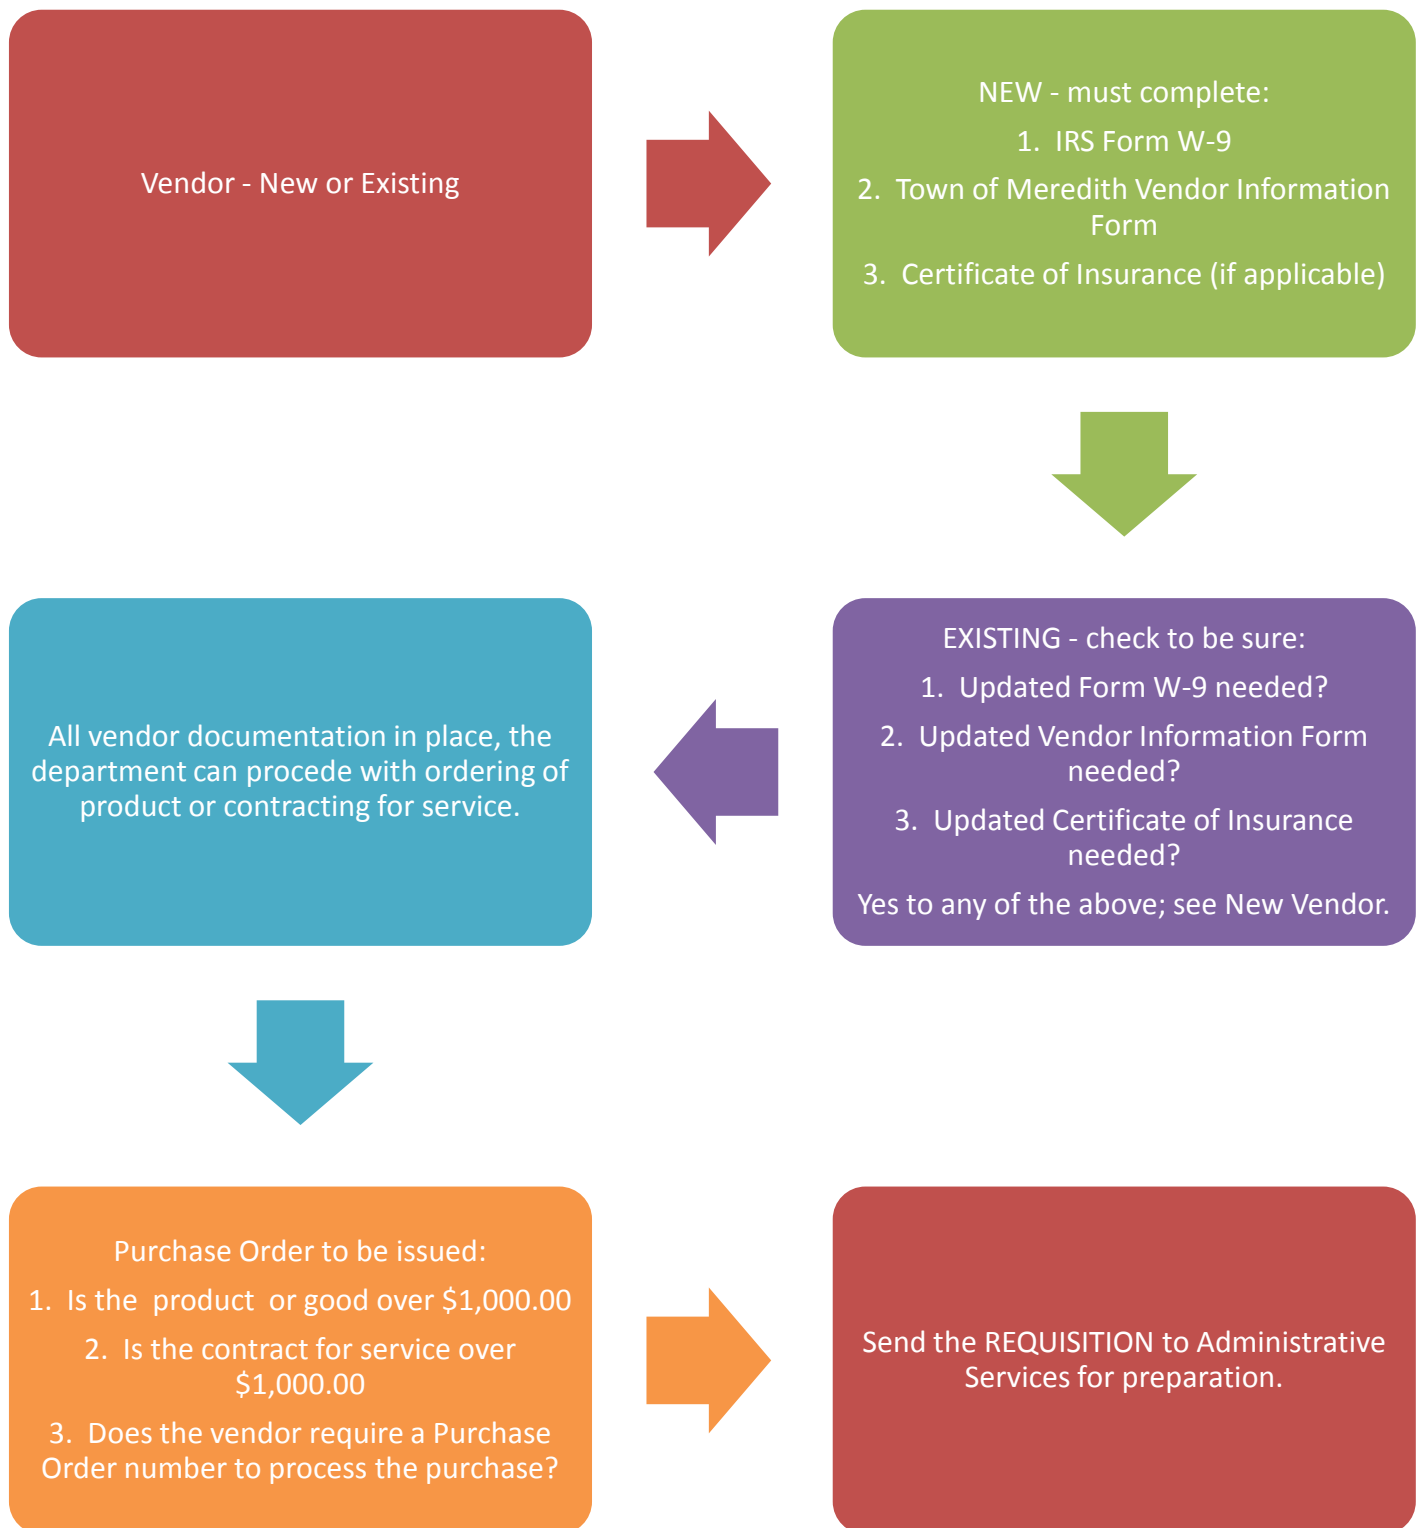 Vendor - New or Existing
NEW - must complete:
1. IRS Form W-9
2. Town of Meredith Vendor Information
Form
3. Certificate of Insurance (if applicable)
EXISTING - check to be sure:
1. Updated Form W-9 needed?
2. Updated Vendor Information Form
needed?
3. Updated Certificate of Insurance
needed?
Yes to any of the above; see New Vendor.
All vendor documentation in place, the
department can procede with ordering of
product or contracting for service.
Purchase Order to be issued:
1. Is the product or good over $1,000.00
2. Is the contract for service over
$1,000.00
3. Does the vendor require a Purchase
Order number to process the purchase?
Send the REQUISITION to Administrative
Services for preparation.